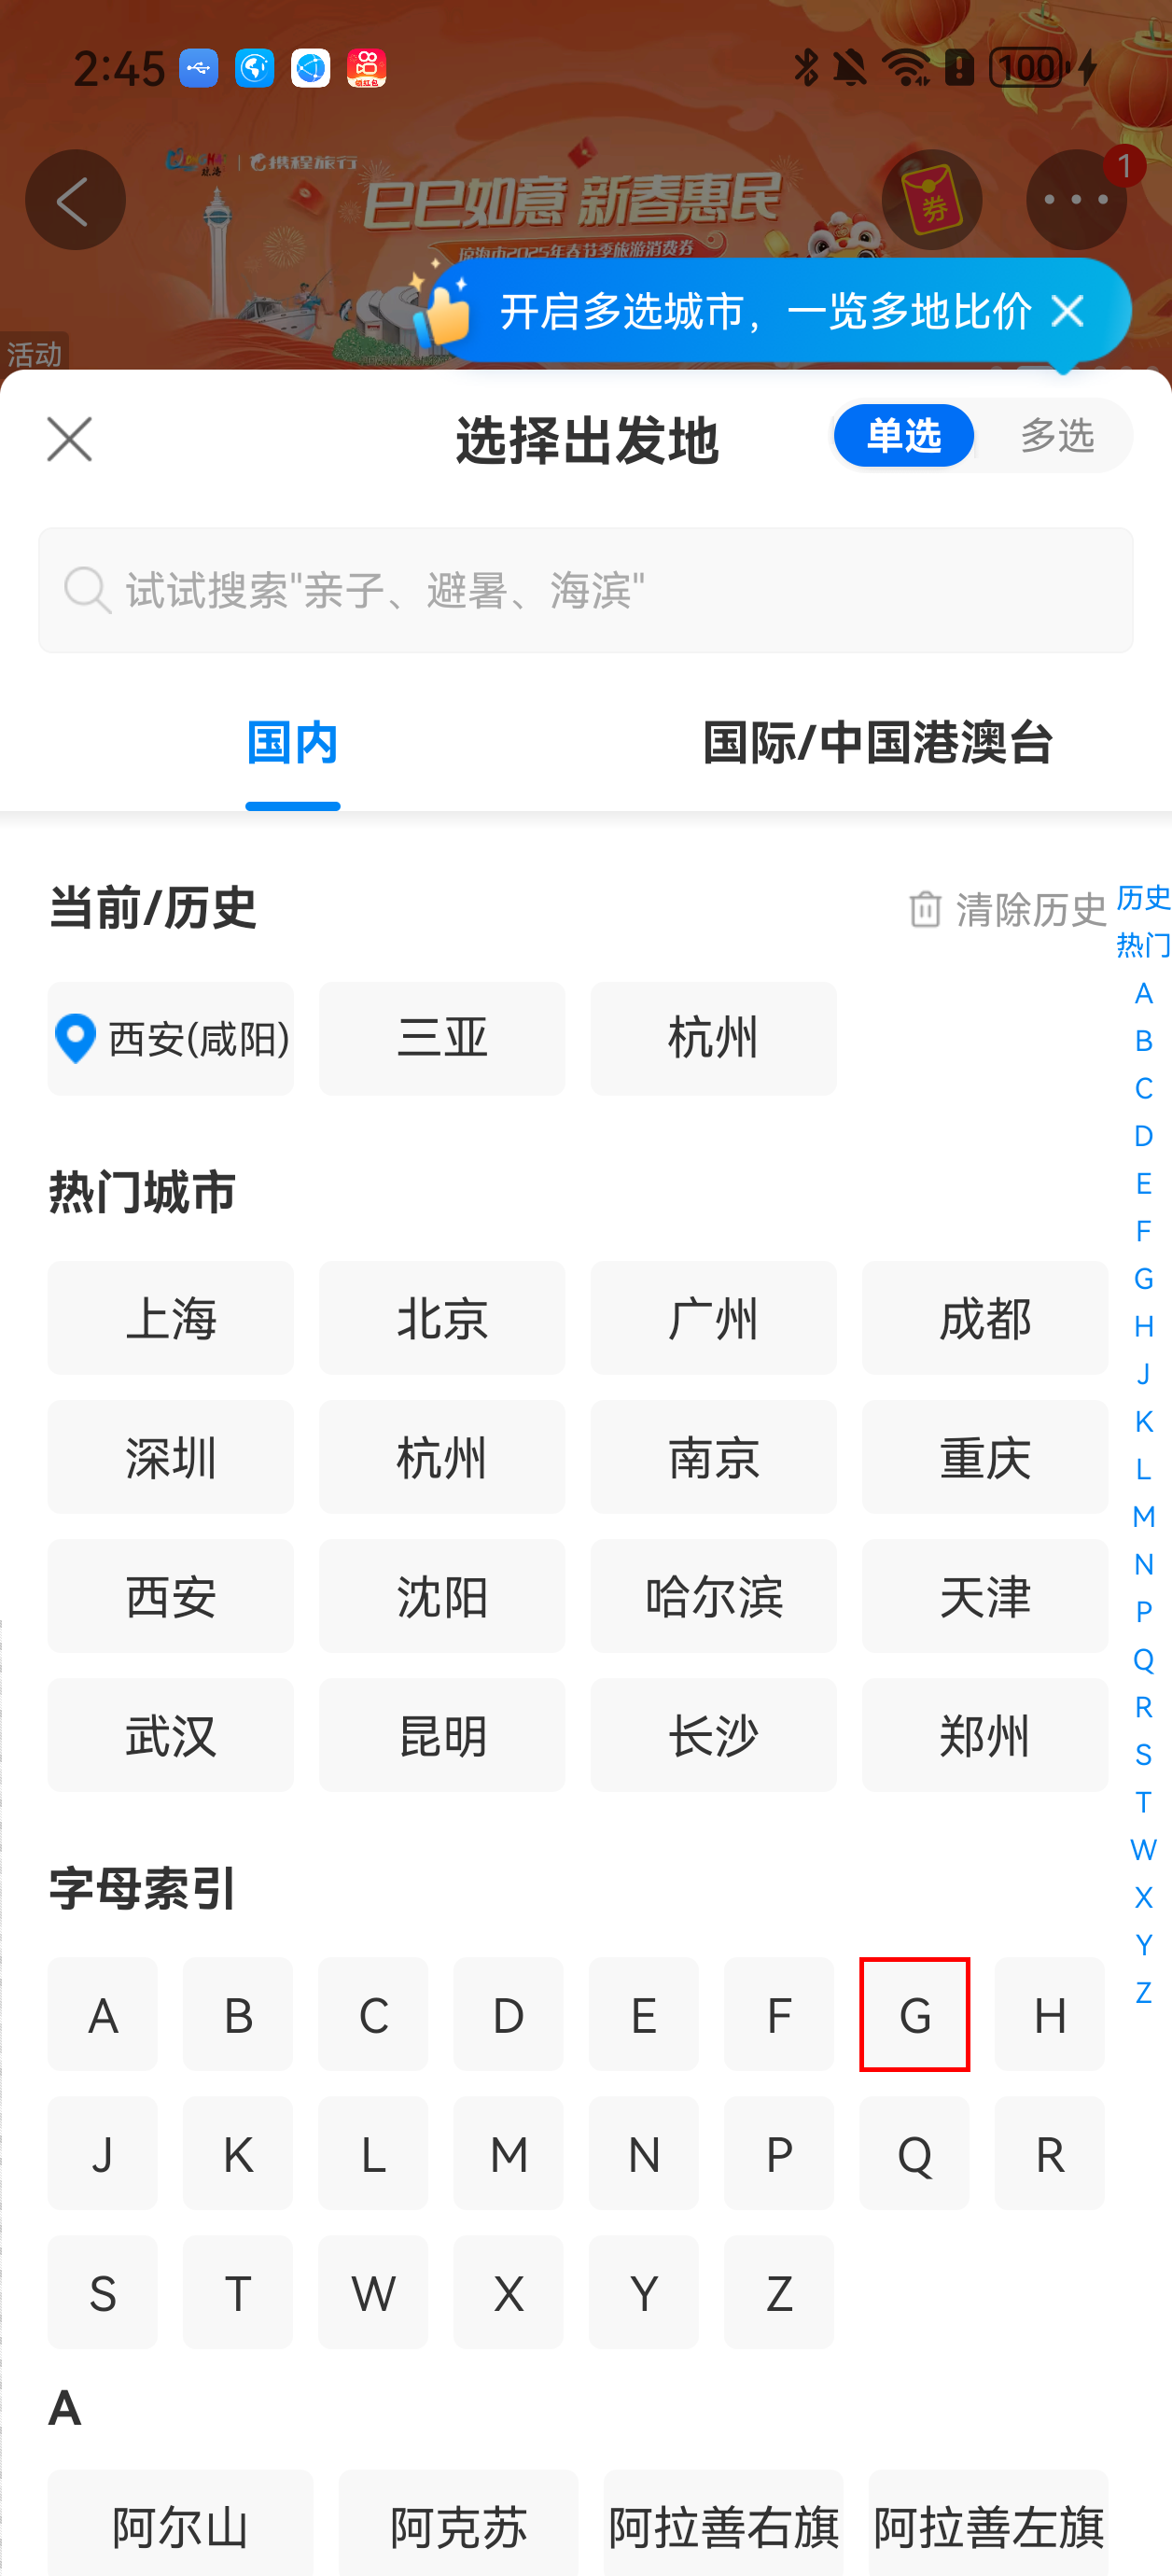 2:45
100
携程旅行
巳巳如意 新春惠民
海市2025年春节季旅游消费券
券
1
活动
开启多选城市，一览多地比价
选择出发地
单选
多选
试试搜索"亲子、避暑、海滨"
国内
国际/中国港澳台
当前/历史
清除历史
西安(咸阳)
三亚
杭州
热门城市
上海
北京
广州
成都
深圳
杭州
南京
重庆
西安
沈阳
哈尔滨
天津
武汉
昆明
长沙
郑州
字母索引
A
B
C
D
E
F
G
H
J
K
L
M
N
P
Q
R
S
T
W
X
Y
Z
A
阿尔山
阿克苏
阿拉善右旗
阿拉善左旗
历史
热门
A
B
C
D
E
F
G
H
J
K
L
M
N
P
Q
R
S
T
W
X
Y
Z